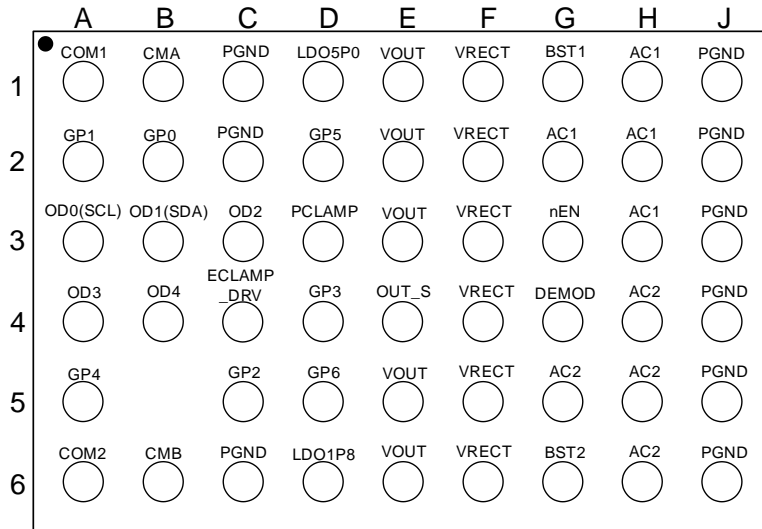 A B C D E F G H J
1 COM1 CMA PGND LDO5P0 VOUT VRECT BST1 AC1 PGND
2 GP1 GP0 PGND GP5 VOUT VRECT AC1 AC1 PGND
3 OD0(SCL) OD1(SDA) OD2 PCLAMP VOUT VRECT nEN AC1 PGND
4 OD3 OD4 ECLAMP
_DRV GP3 OUT_S VRECT DEMOD AC2 PGND
5 GP4 GP2 GP6 VOUT VRECT AC2 AC2 PGND
6 COM2 CMB PGND LDO1P8 VOUT VRECT BST2 AC2 PGND